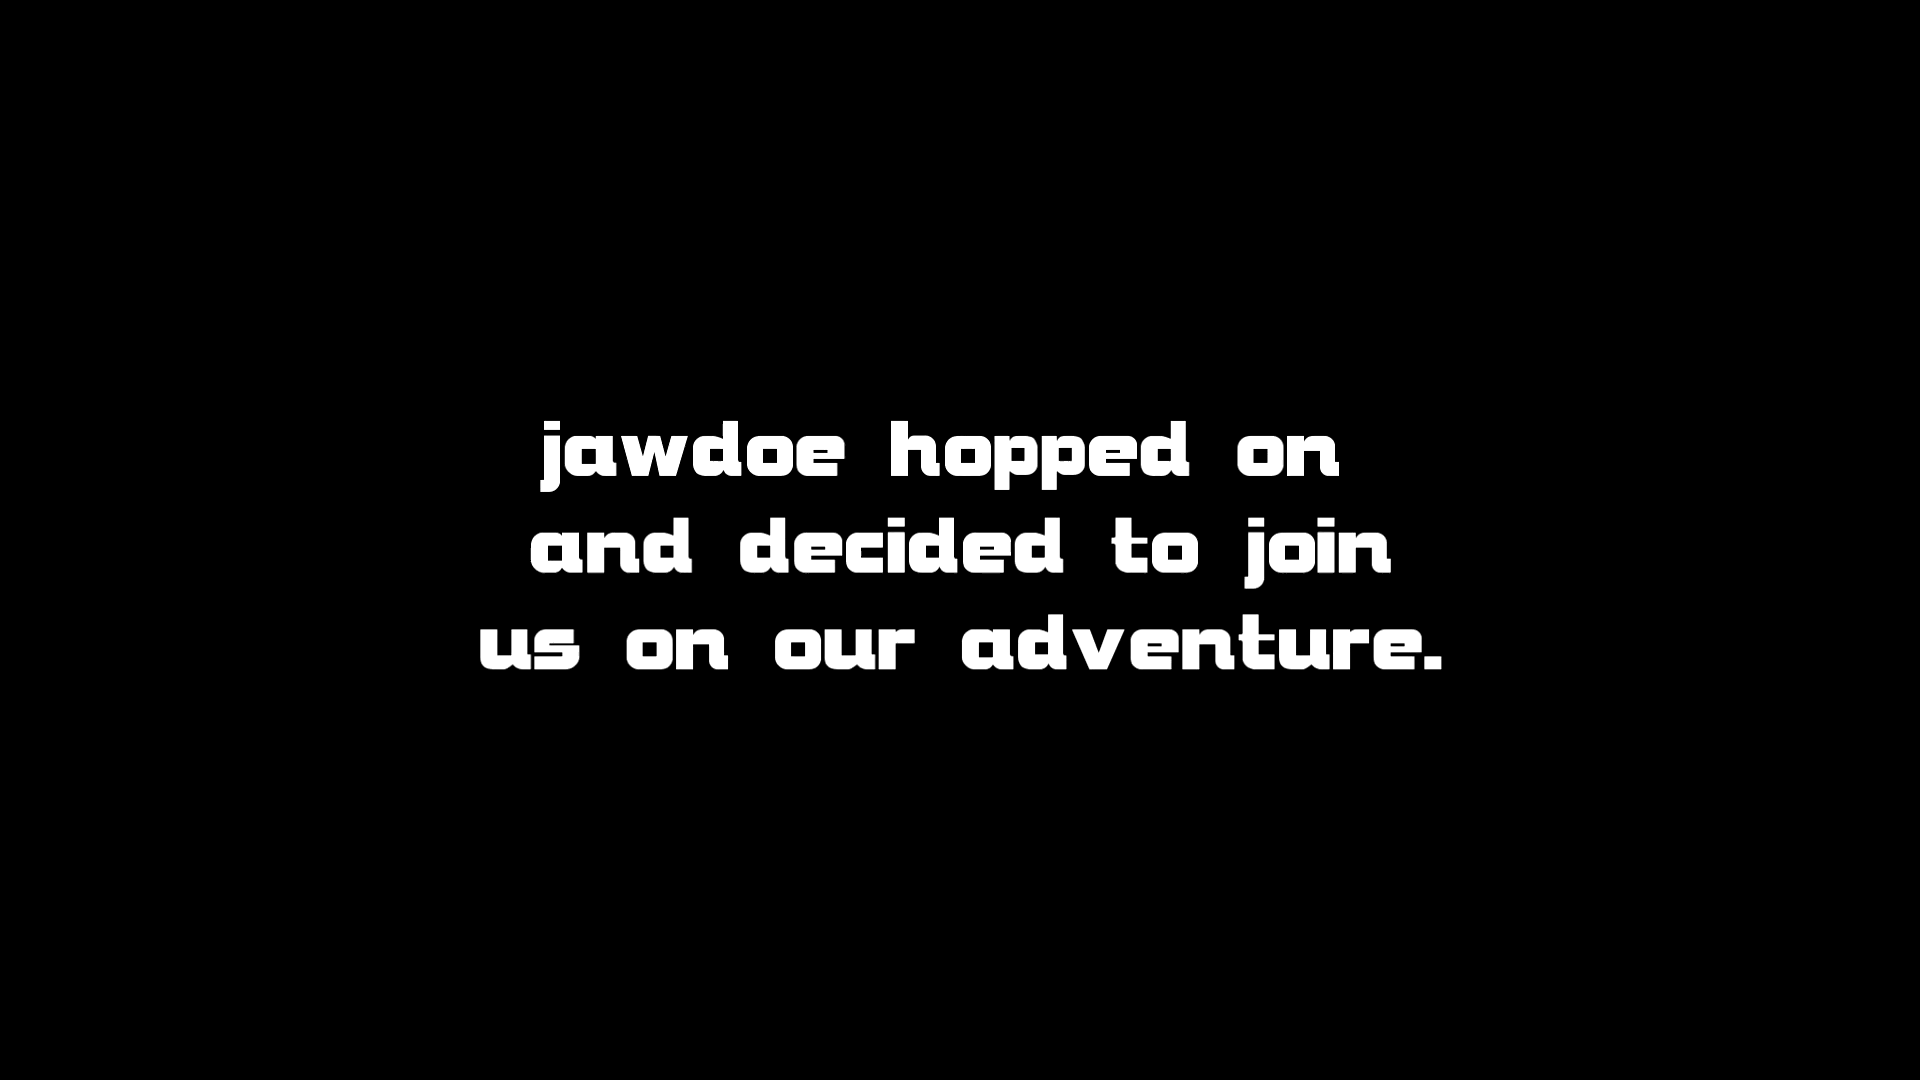 jawdoe hopped on
and decided to join
us on our adventure.